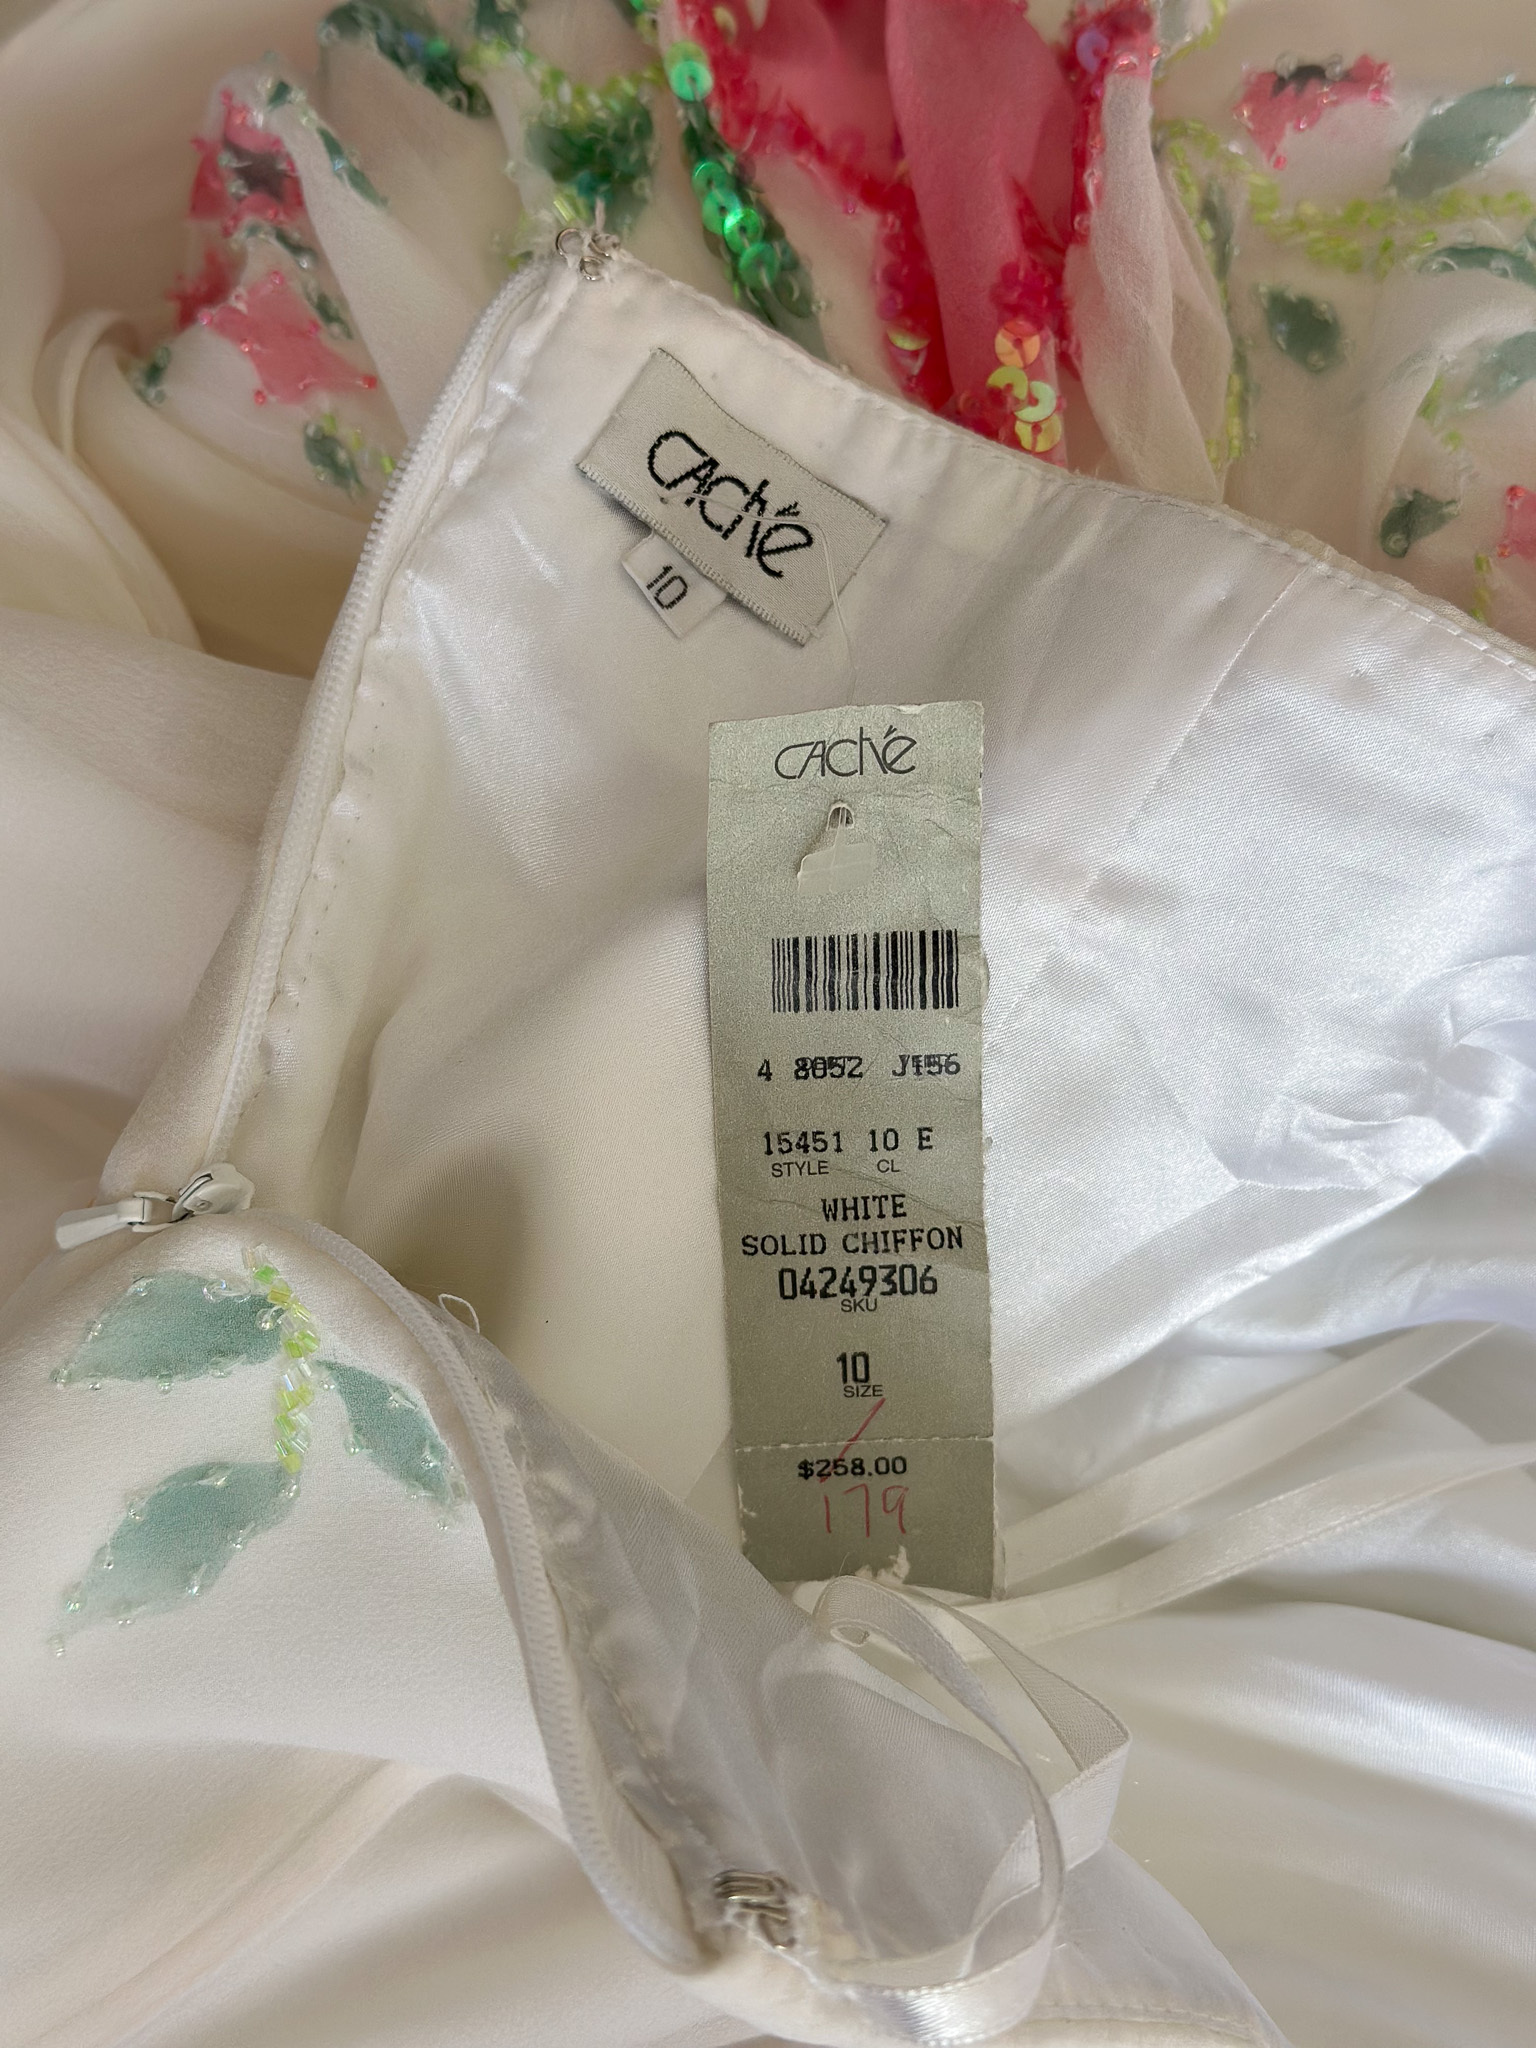 Caché
10
Caché
4 8052 J156
15451 10 E
STYLE CL
WHITE
SOLID CHIFFON
04249306
SKU
10
SIZE
$258.00
179